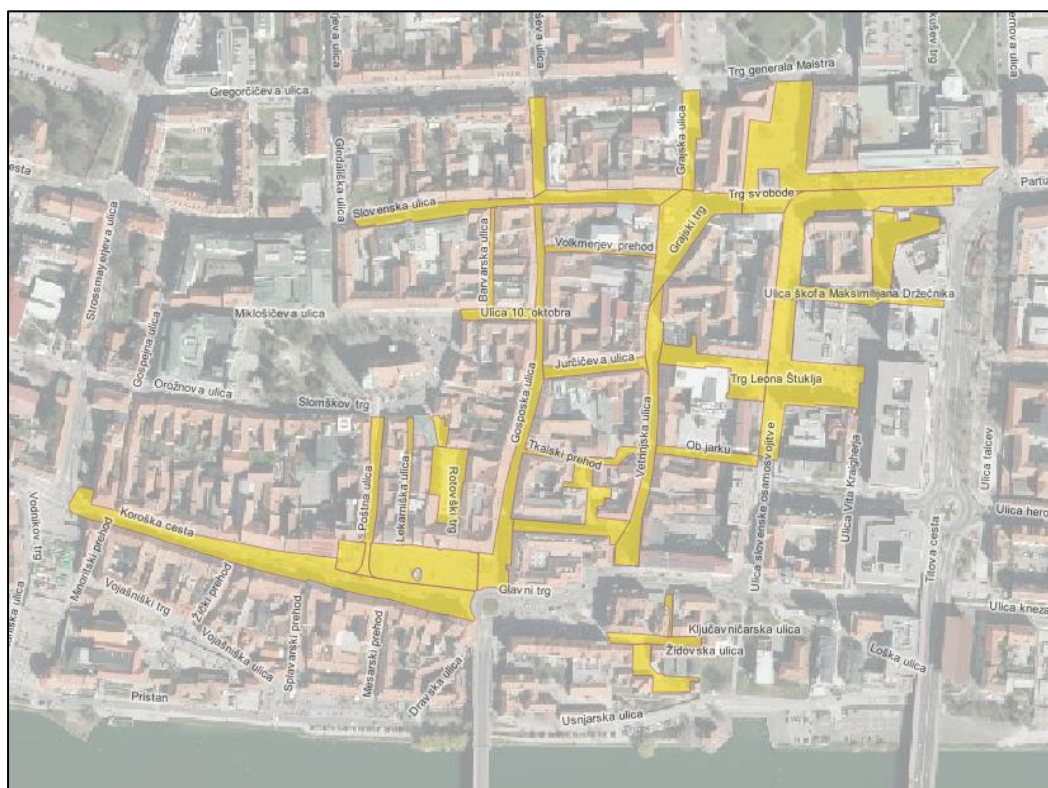 Trg generala Maistra
Gregorčičeva ulica
Grajska ulica
Gledališka ulica
Slovenska ulica
Trg svobode
Partiz
Grajski trg
Volkmerjev prehod
Strossmayerjeva ulica
Barvarska ulica
Ulica škofa Maksimilijana Držečnika
Miklošičeva ulica
Ulica 10. oktobra
Gospejna ulica
Orožnova ulica
Jurčičeva ulica
Trg Leona Štuklja
Slomškov trg
Gosposka ulica
Vetrinjska ulica
Tkalski prehod
Ob jarku
Ulica slovenske osamosvojitve
Ulica Vita Kraigherja
Ulica talcev
Poštna ulica
Lekarniška ulica
Rotovški trg
Vodnikov trg
Koroška cesta
Minoritski prehod
Titova cesta
Ulica hero
Glavni trg
Vojašniški trg
Žički prehod
Vojašniška ulica
Splavarski prehod
Mesarski prehod
Ključavničarska ulica
Židovska ulica
Loška ulica
Ulica kneza
Dravska ulica
Pristan
Usnjarska ulica